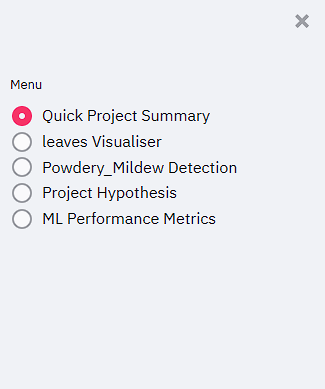 Menu
Quick Project Summary
leaves Visualiser
Powdery_Mildew Detection
Project Hypothesis
ML Performance Metrics